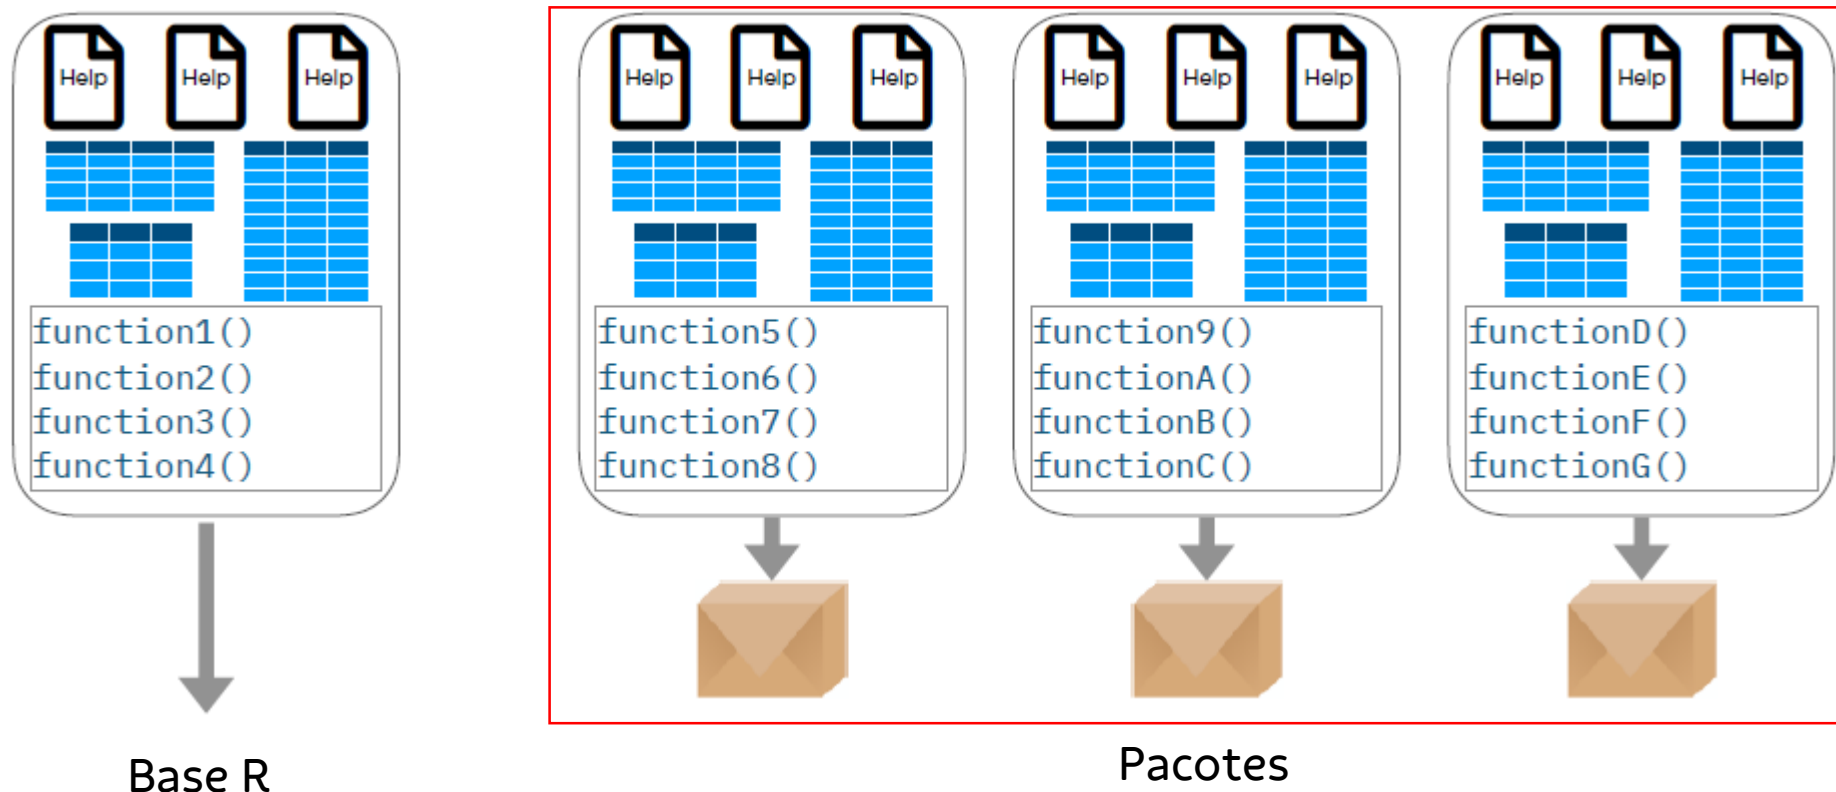 Help Help Help
function1()
function2()
function3()
function4()
Base R
Help Help Help
function5()
function6()
function7()
function8()
Help Help Help
function9()
functionA()
functionB()
functionC()
Help Help Help
functionD()
functionE()
functionF()
functionG()
Pacotes